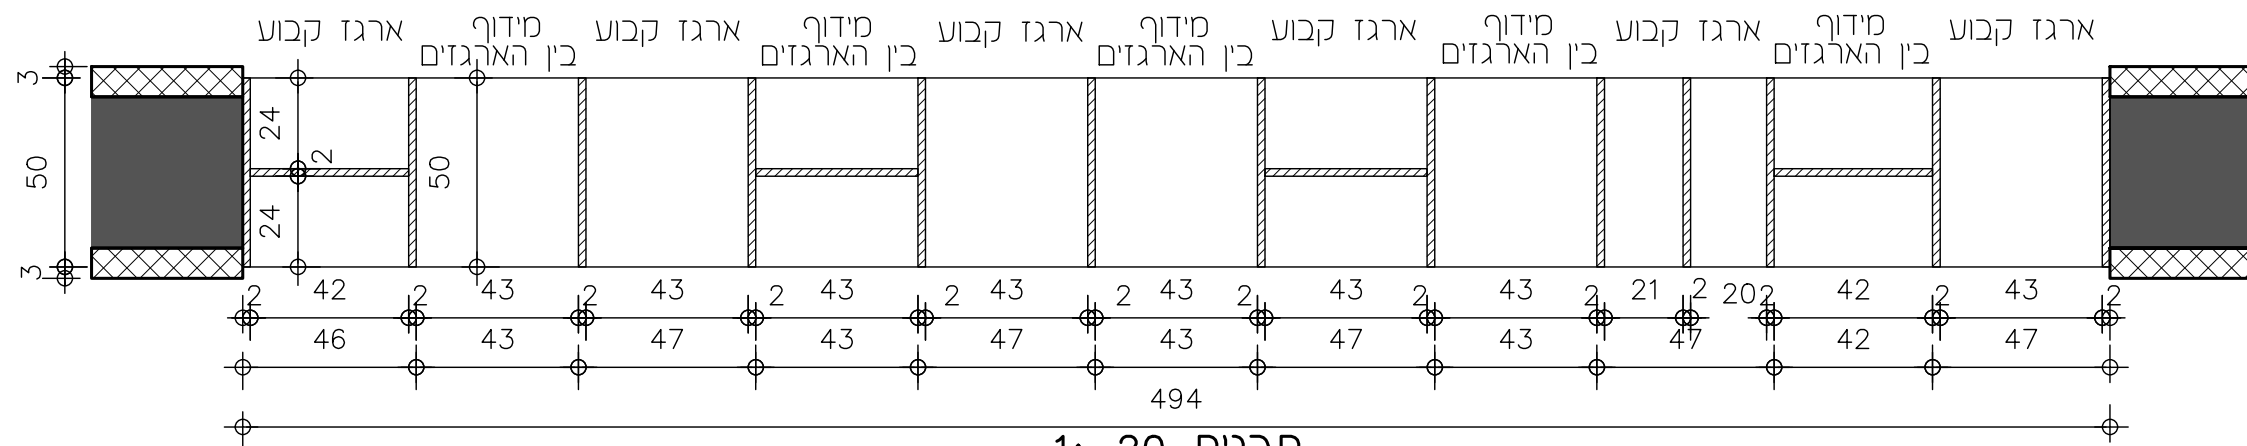 ארגז קבוע
מידוף
בין הארגזים
ארגז קבוע
מידוף
בין הארגזים
ארגז קבוע
מידוף
בין הארגזים
ארגז קבוע
מידוף
בין הארגזים
ארגז קבוע
מידוף
בין הארגזים
ארגז קבוע
3
50
3
24
2
24
50
2 42 2 43 2 43 2 43 2 43 2 43 2 43 2 43 2 21 2 20 2 42 2 43 2
46 43 47 43 47 43 47 43 47 42 47
494